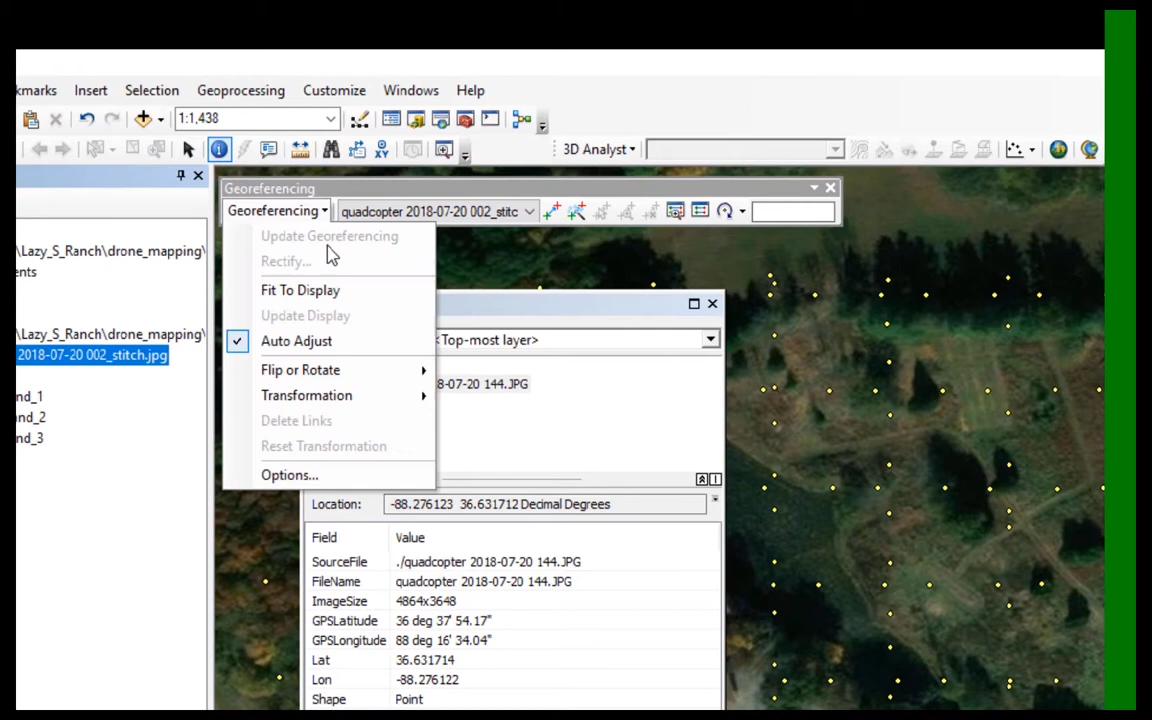 kmarks Insert Selection Geoprocessing Customize Windows Help
1:1,438
3D Analyst
Georeferencing
Georeferencing quadcopter 2018-07-20 002_stitc
Update Georeferencing
Rectify...
Fit To Display
Update Display
Auto Adjust
Flip or Rotate
Transformation
Delete Links
Reset Transformation
Options...
\Lazy_S_Ranch\drone_mapping\
ents
\Lazy_S_Ranch\drone_mapping\
2018-07-20 002_stitch.jpg
nd_1
nd_2
nd_3
<Top-most layer>
8-07-20 144.JPG
Location: -88.276123 36.631712 Decimal Degrees
Field Value
SourceFile ./quadcopter 2018-07-20 144.JPG
FileName quadcopter 2018-07-20 144.JPG
ImageSize 4864x3648
GPSLatitude 36 deg 37' 54.17"
GPSLongitude 88 deg 16' 34.04"
Lat 36.631714
Lon -88.276122
Shape Point